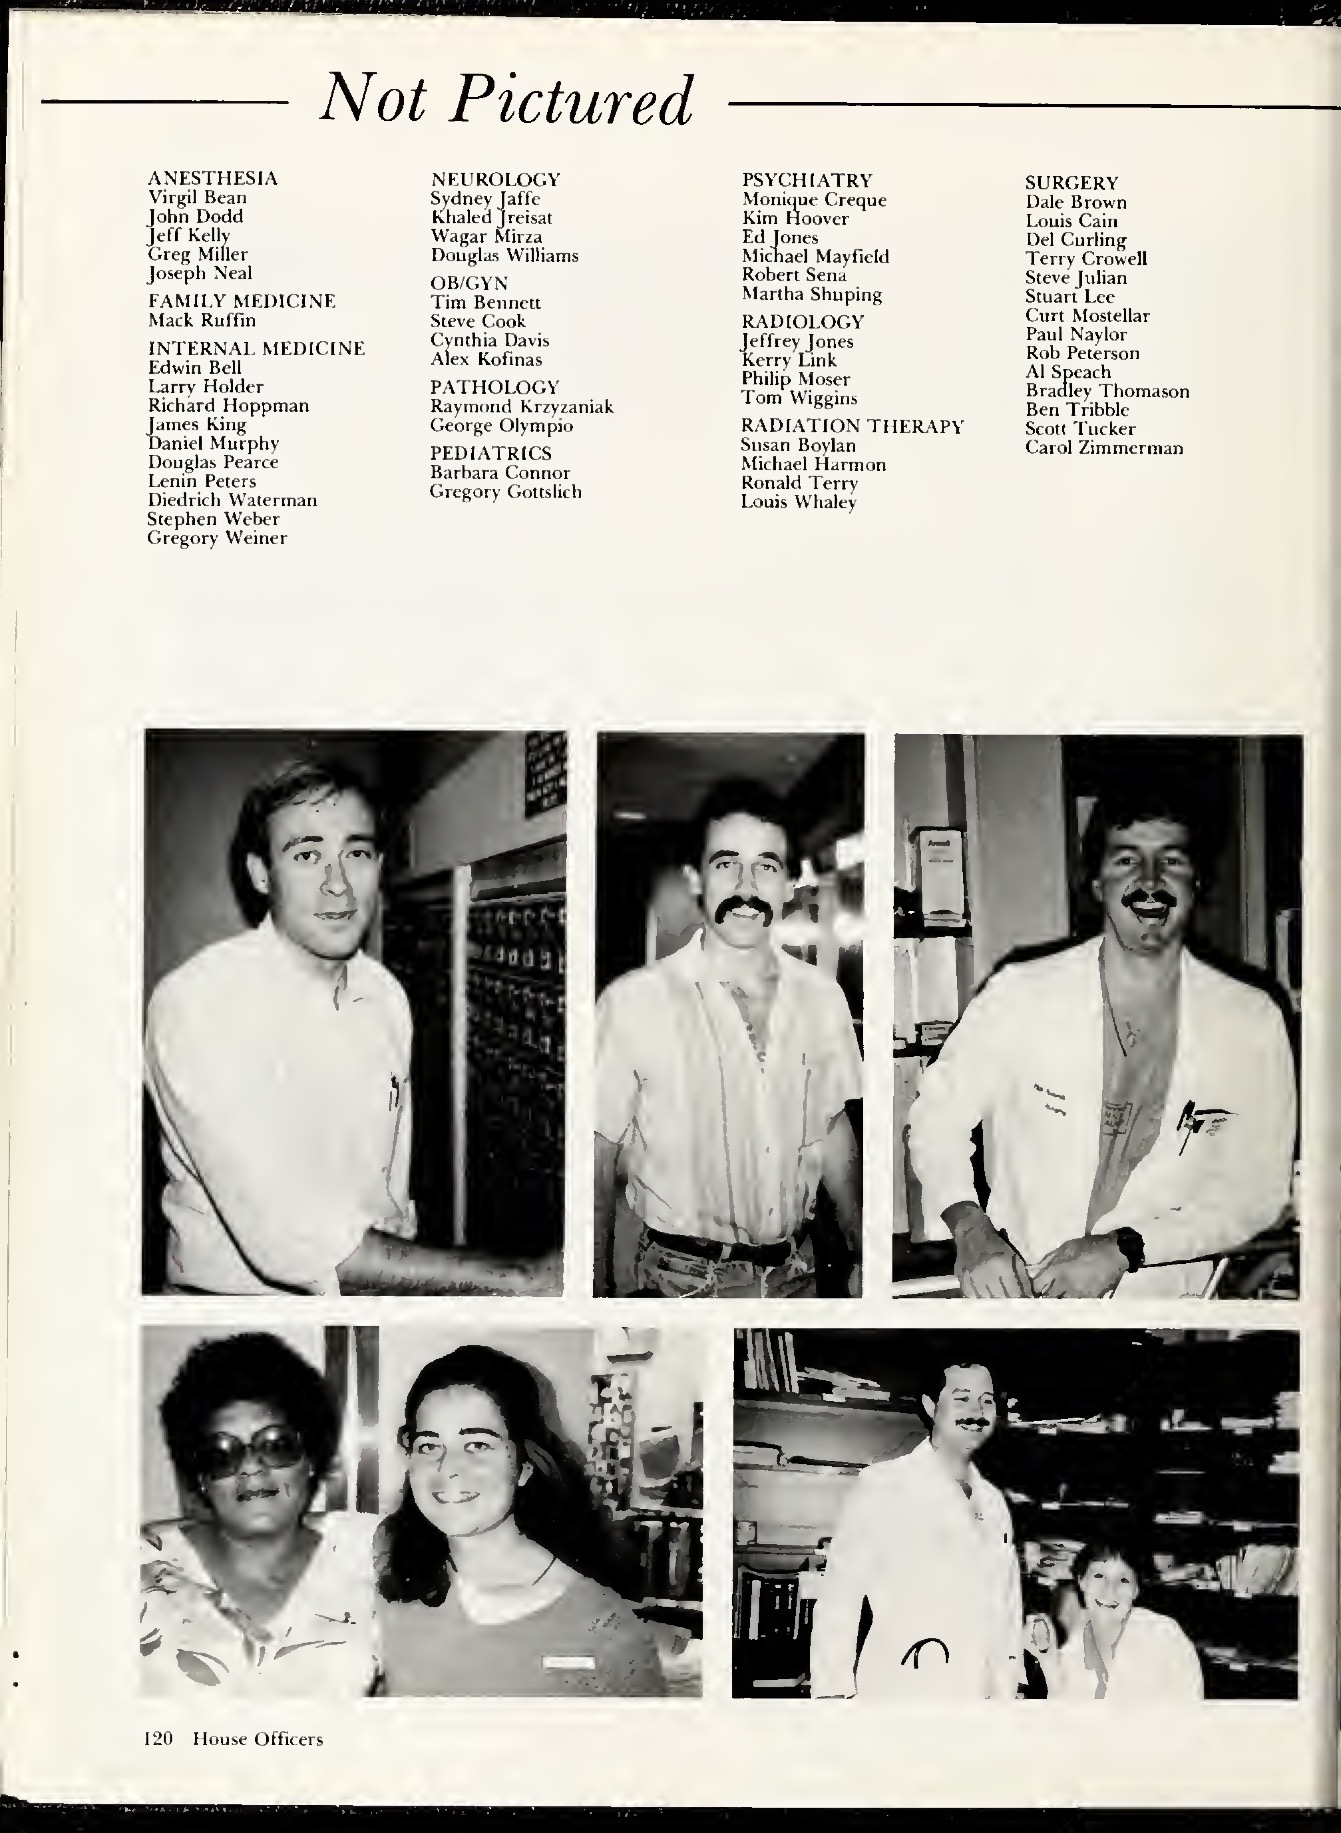 Not Pictured
ANESTHESIA
Virgil Bean
John Dodd
Jeff Kelly
Greg Miller
Joseph Neal
FAMILY MEDICINE
Mack Ruffin
INTERNAL MEDICINE
Edwin Bell
Larry Holder
Richard Hoppman
James King
Daniel Murphy
Douglas Pearce
Lenin Peters
Diedrich Waterman
Stephen Weber
Gregory Weiner
NEUROLOGY
Sydney Jaffe
Khaled Jreisat
Wagar Mirza
Douglas Williams
OB/GYN
Tim Bennett
Steve Cook
Cynthia Davis
Alex Kofinas
PATHOLOGY
Raymond Krzyzaniak
George Olympio
PEDIATRICS
Barbara Connor
Gregory Gottslich
PSYCHIATRY
Monique Creque
Kim Hoover
Ed Jones
Michael Mayfield
Robert Sena
Martha Shuping
RADIOLOGY
Jeffrey Jones
Kerry Link
Philip Moser
Tom Wiggins
RADIATION THERAPY
Susan Boylan
Michael Harmon
Ronald Terry
Louis Whaley
SURGERY
Dale Brown
Louis Cain
Del Curling
Terry Crowell
Steve Julian
Stuart Lee
Curt Mostellar
Paul Naylor
Rob Peterson
Al Speach
Bradley Thomason
Ben Tribble
Scott Tucker
Carol Zimmerman
120 House Officers